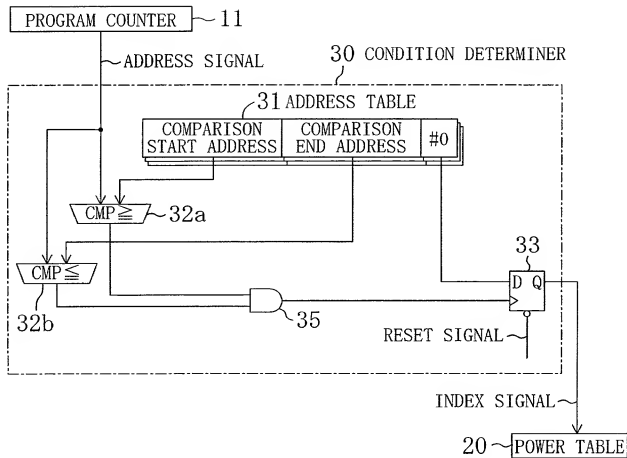 PROGRAM COUNTER
11
ADDRESS SIGNAL
30 CONDITION DETERMINER
31 ADDRESS TABLE
COMPARISON START ADDRESS
COMPARISON END ADDRESS
#0
CMP ≧
32a
CMP ≦
32b
35
33
D Q
RESET SIGNAL
INDEX SIGNAL
20
POWER TABLE